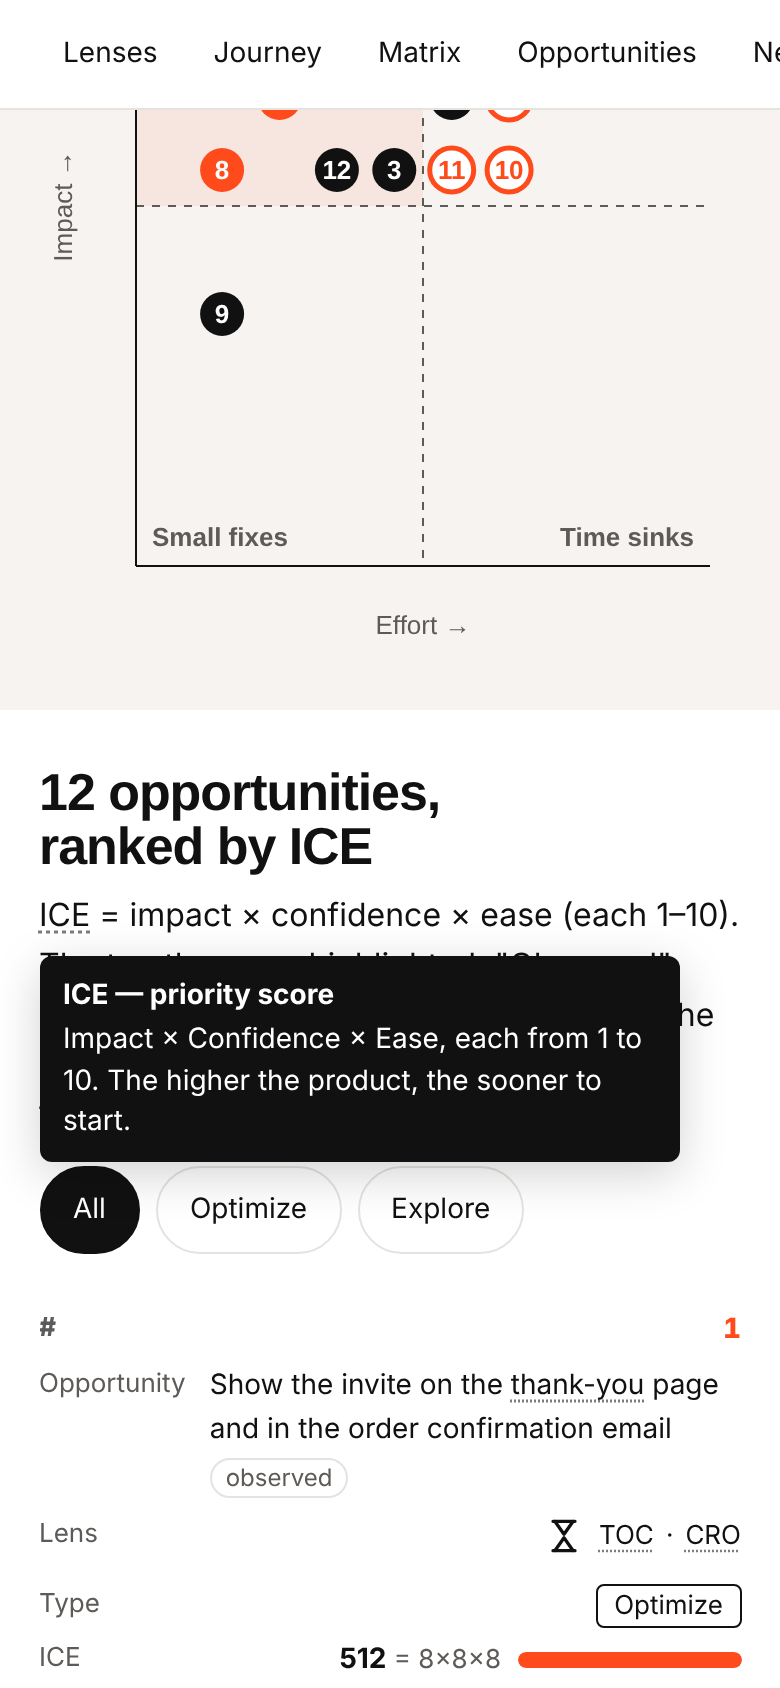 Lenses Journey Matrix Opportunities
Impact →
8 12 3 11 10
9
Small fixes Time sinks
Effort →
12 opportunities,
ranked by ICE
ICE = impact × confidence × ease (each 1–10).
ICE — priority score
Impact × Confidence × Ease, each from 1 to
10. The higher the product, the sooner to
start.
All Optimize Explore
# 1
Opportunity Show the invite on the thank-you page
and in the order confirmation email
observed
Lens TOC · CRO
Type Optimize
ICE 512 = 8×8×8